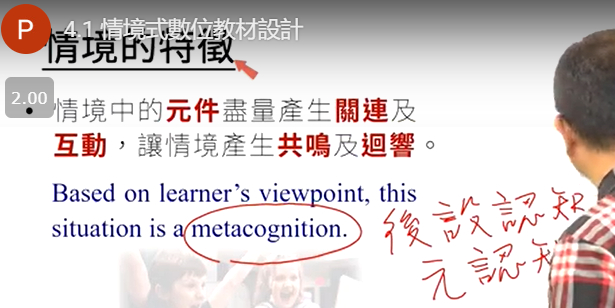 P
4.1 情境式數位教材設計
情境的特徵
2.00
情境中的元件盡量產生關連及
互動，讓情境產生共鳴及迴響。
Based on learner's viewpoint, this
situation is a metacognition.
後設認知
元認知